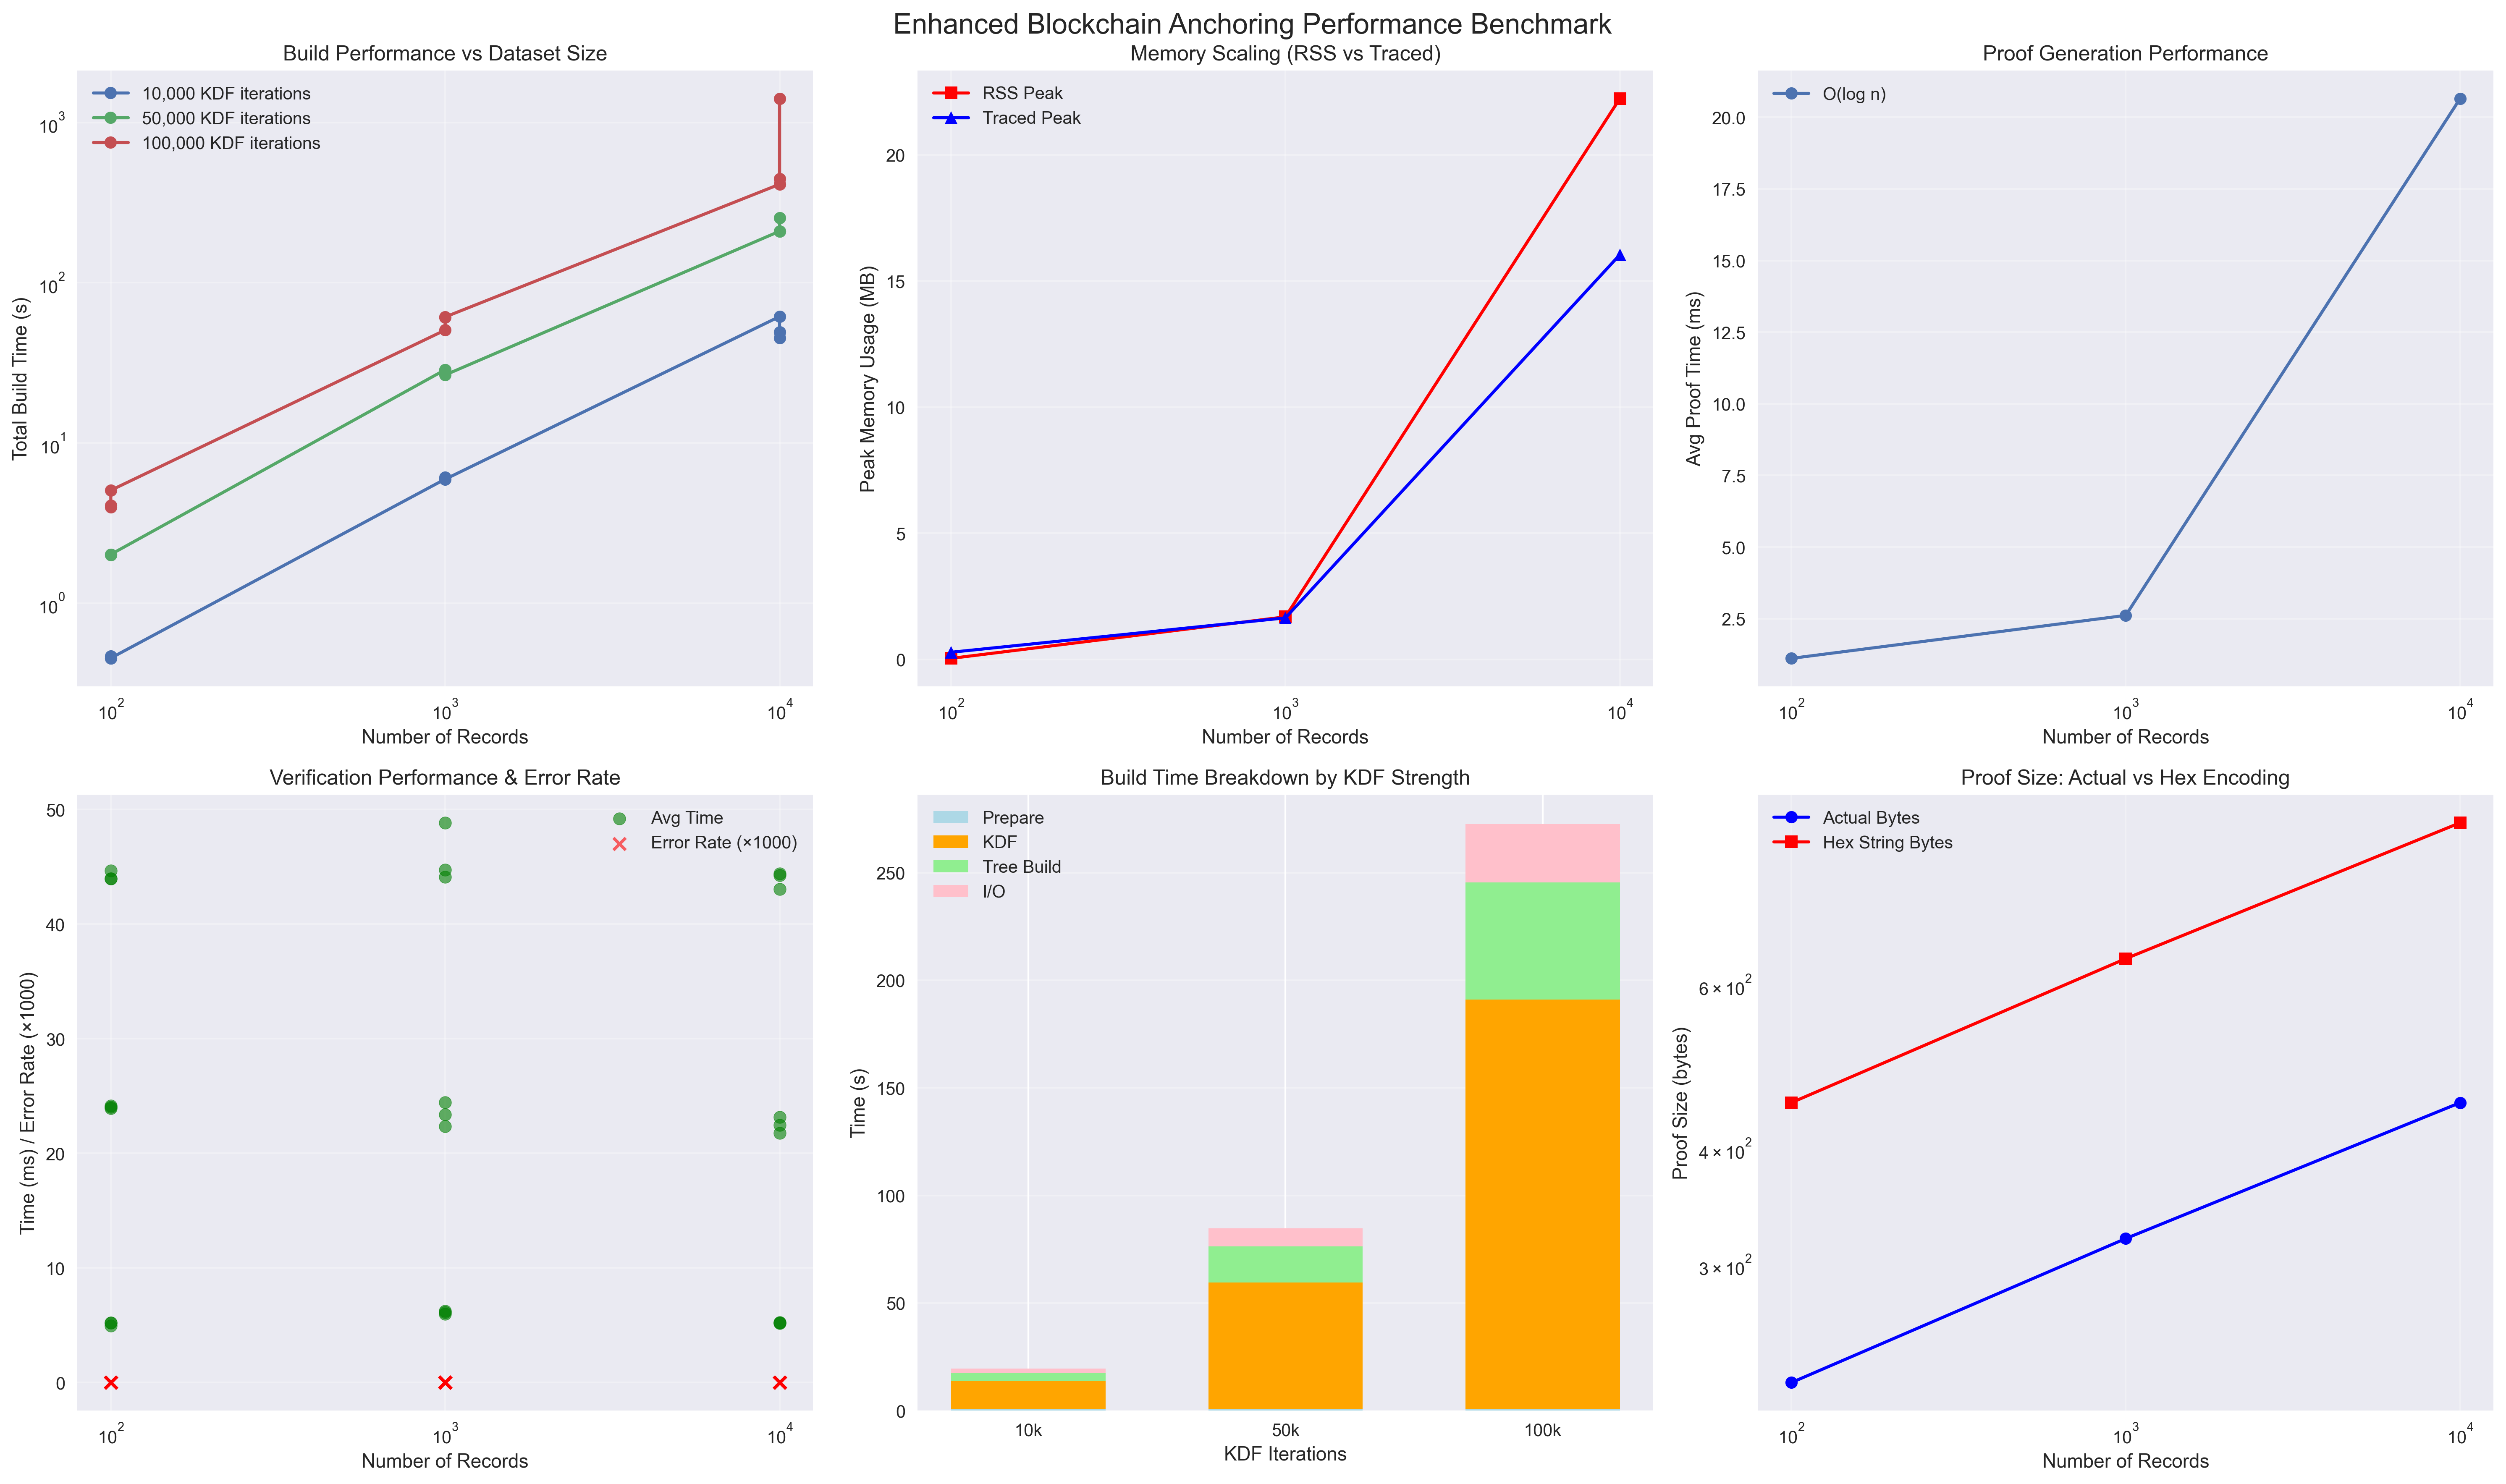 Enhanced Blockchain Anchoring Performance Benchmark
Build Performance vs Dataset Size
10,000 KDF iterations
50,000 KDF iterations
100,000 KDF iterations
Total Build Time (s)
10³
10²
10¹
10⁰
10² 10³ 10⁴
Number of Records
Memory Scaling (RSS vs Traced)
RSS Peak
Traced Peak
Peak Memory Usage (MB)
20
15
10
5
0
10² 10³ 10⁴
Number of Records
Proof Generation Performance
O(log n)
Avg Proof Time (ms)
20.0
17.5
15.0
12.5
10.0
7.5
5.0
2.5
10² 10³ 10⁴
Number of Records
Verification Performance & Error Rate
Avg Time
Error Rate (×1000)
Time (ms) / Error Rate (×1000)
50
40
30
20
10
0
10² 10³ 10⁴
Number of Records
Build Time Breakdown by KDF Strength
Prepare
KDF
Tree Build
I/O
Time (s)
250
200
150
100
50
0
10k 50k 100k
KDF Iterations
Proof Size: Actual vs Hex Encoding
Actual Bytes
Hex String Bytes
Proof Size (bytes)
6 × 10²
4 × 10²
3 × 10²
10² 10³ 10⁴
Number of Records